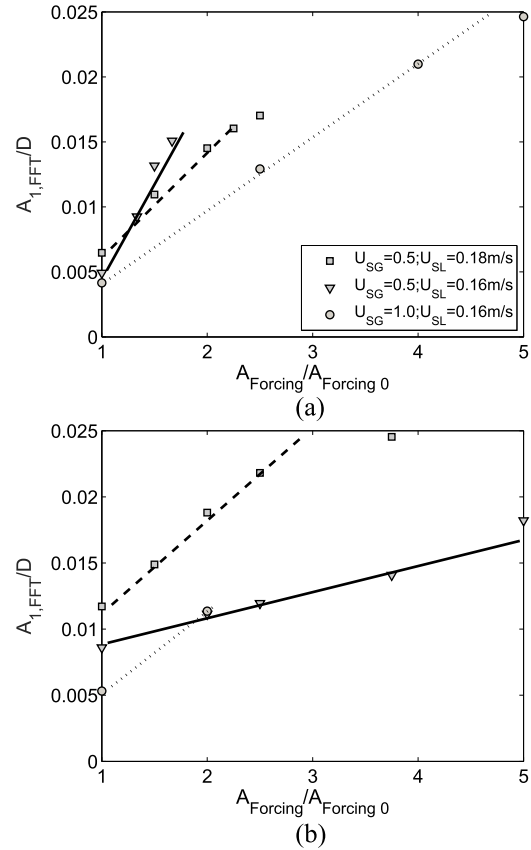 0.025
0.02
0.015
0.01
0.005
0
A1,FFT/D
USG=0.5;USL=0.18m/s
USG=0.5;USL=0.16m/s
USG=1.0;USL=0.16m/s
1 2 3 4 5
AForcing/AForcing 0
(a)
0.025
0.02
0.015
0.01
0.005
0
A1,FFT/D
1 2 3 4 5
AForcing/AForcing 0
(b)